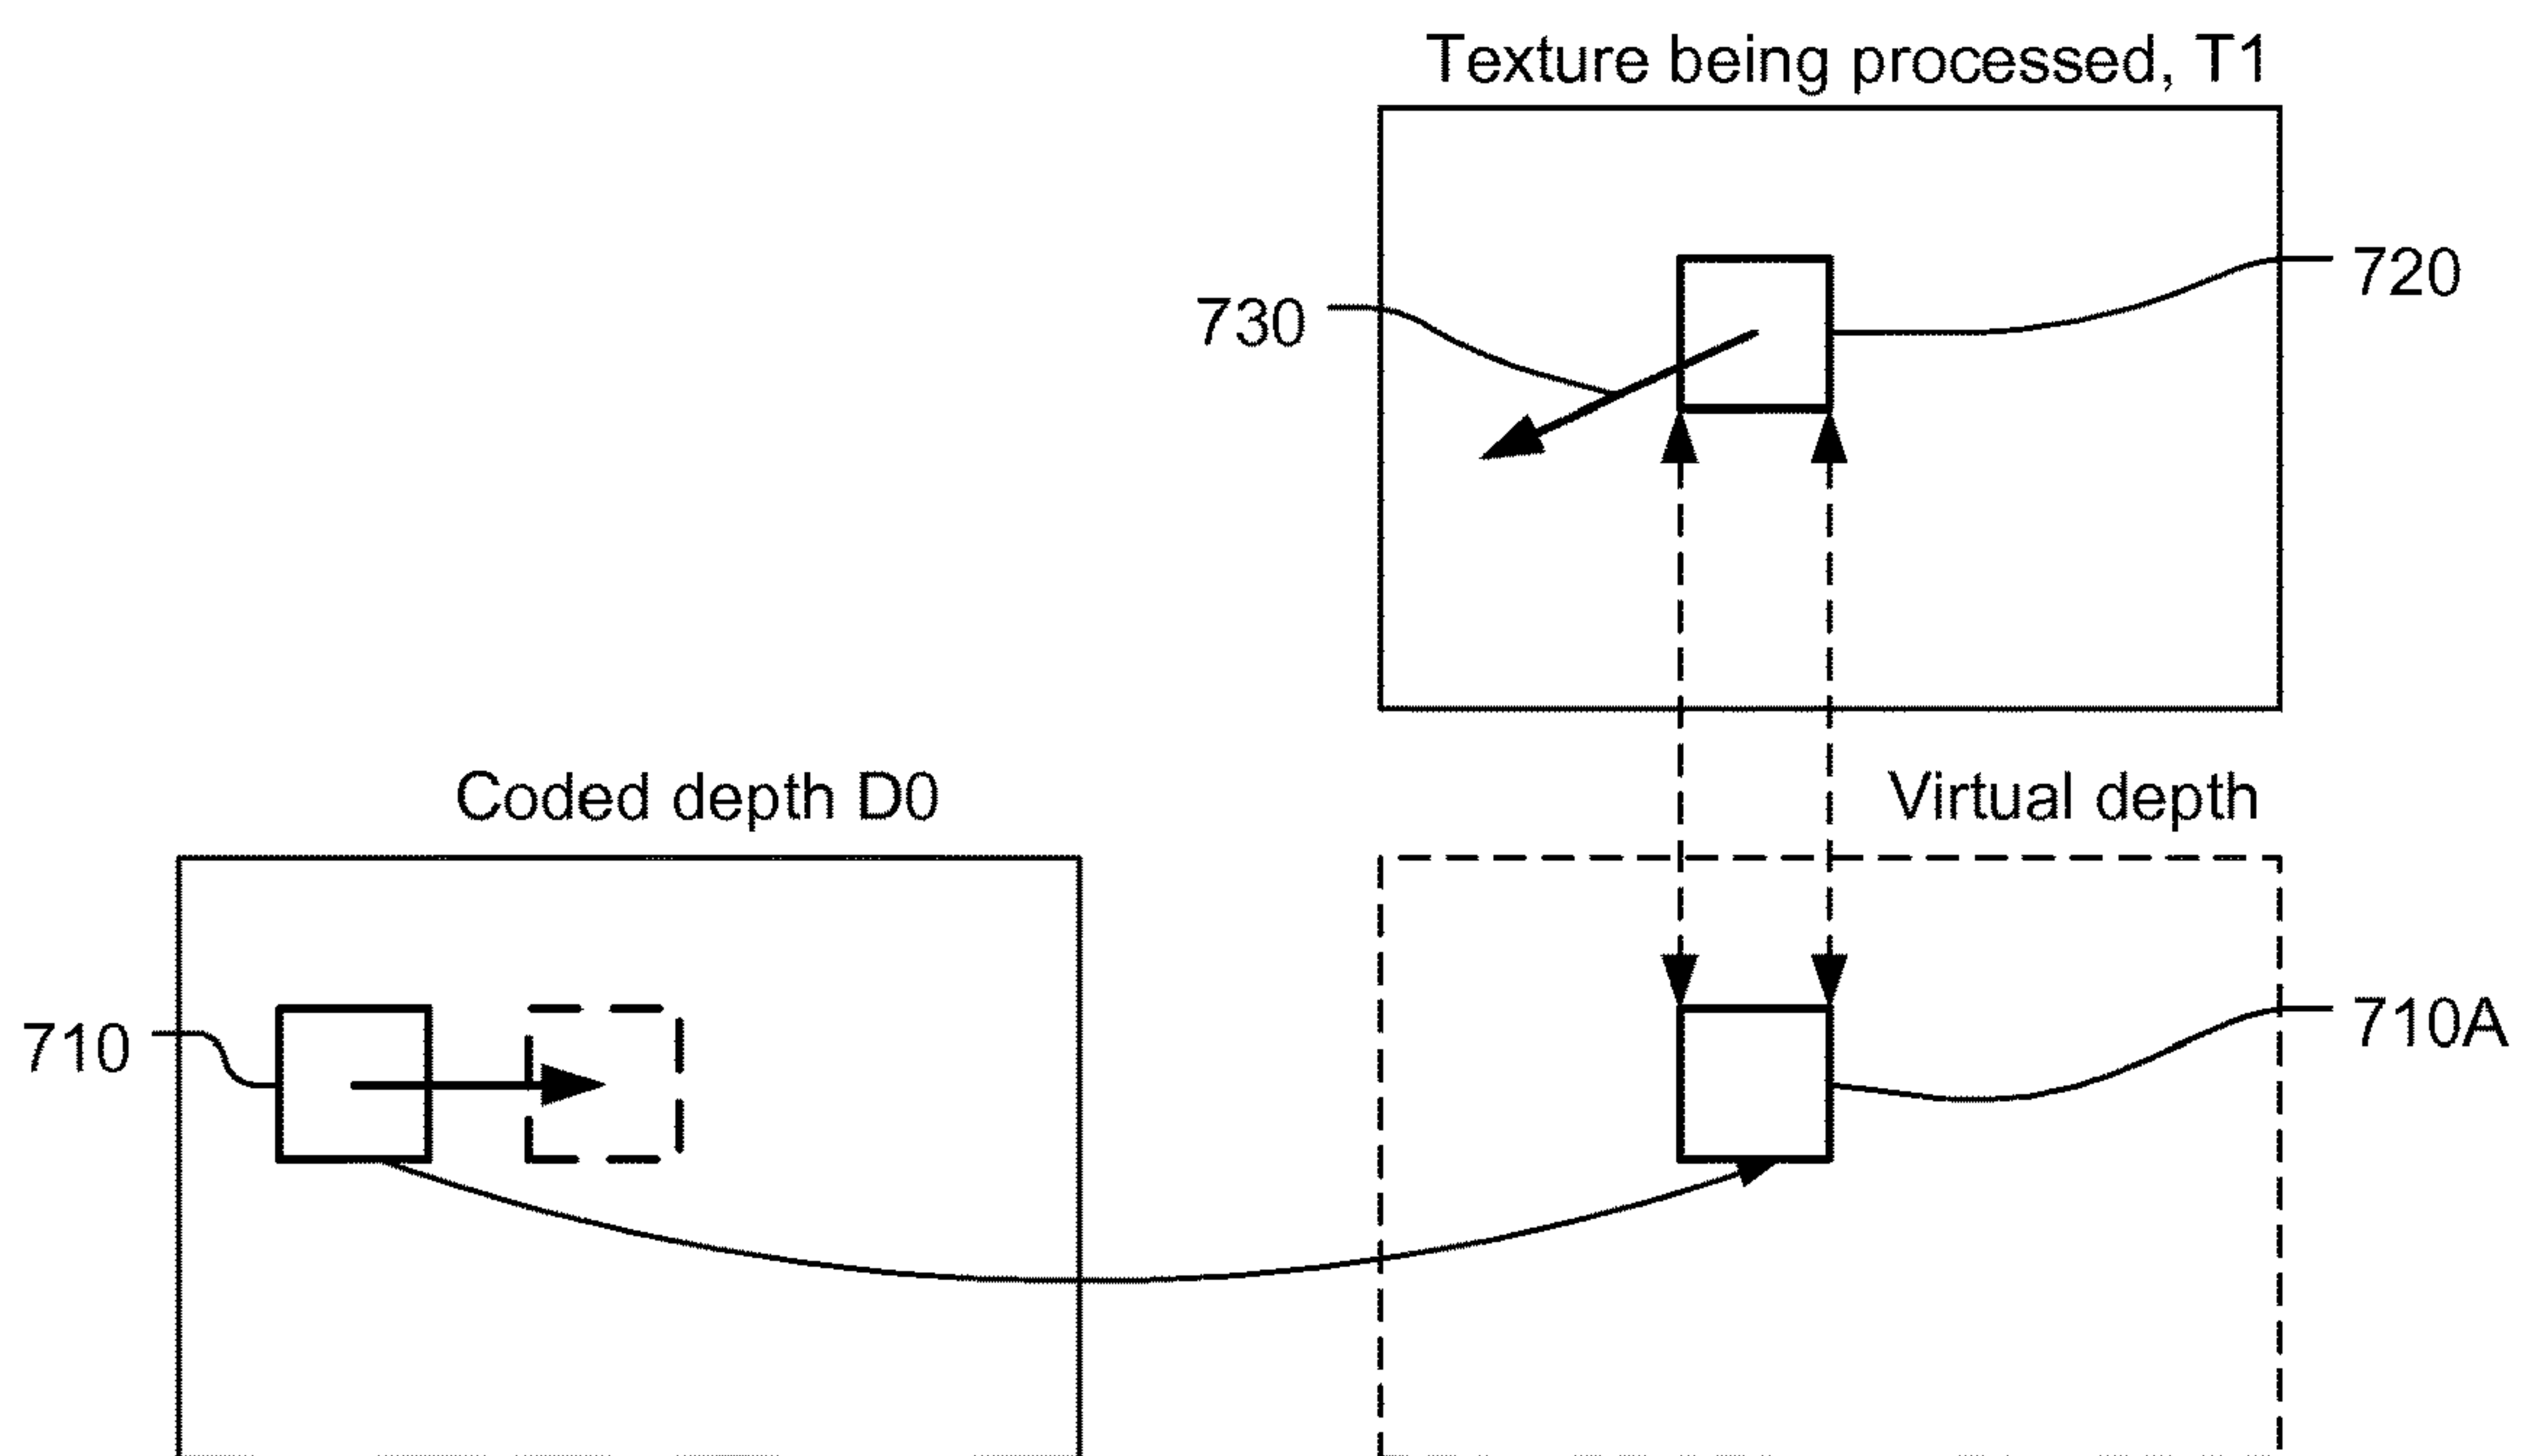 Texture being processed, T1
720
730
Coded depth D0
Virtual depth
710
710A